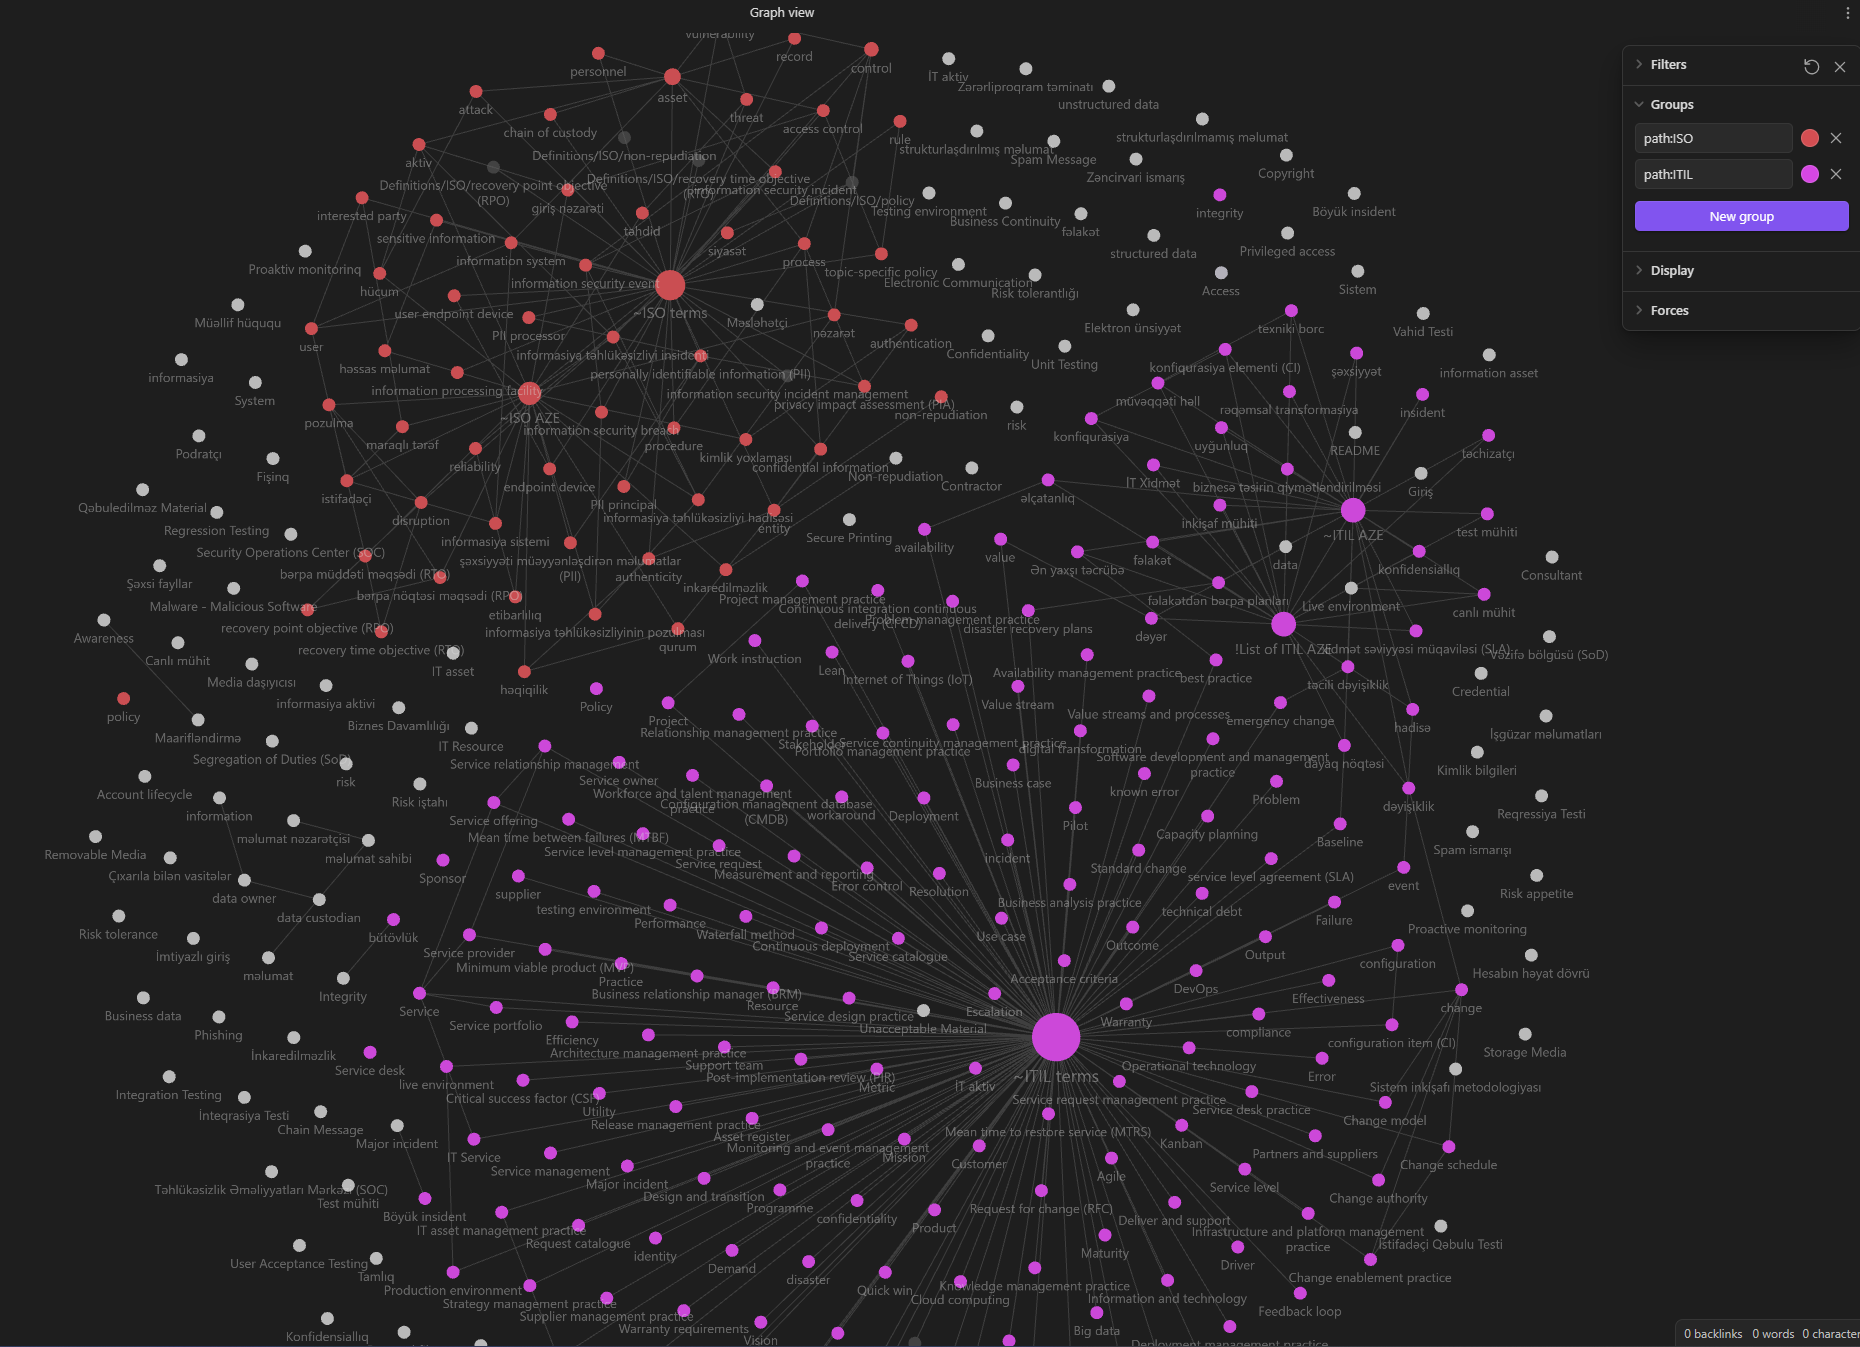 Graph view
vulnerability
record
personnel
control
asset
attack
threat
chain of custody
access control
rule
aktiv
Definitions/ISO/non-repudiation
Definitions/ISO/recovery time objective
(RTO)
Definitions/ISO/recovery point objective
(RPO)
information security incident
Definitions/ISO/policy
giriş nəzarəti
interested party
təhdid
sensitive information
siyasət
information system
process
topic-specific policy
information security event
hücum
~ISO terms
user endpoint device
PII processor
nəzarət
user
informasiya təhlükəsizliyi insidenti
authentication
həssas məlumat
personally identifiable information (PII)
information processing facility
information security incident management
privacy impact assessment (PIA)
non-repudiation
~ISO AZE
pozulma
information security breach
maraqlı tərəf
procedure
kimlik yoxlaması
confidential information
reliability
endpoint device
istifadəçi
PII principal
informasiya təhlükəsizliyi hadisəsi
entity
disruption
informasiya sistemi
şəxsiyyəti müəyyənləşdirən məlumatlar
(PII)
authenticity
bərpa müddəti məqsədi (RTO)
inkaredilməzlik
bərpa nöqtəsi məqsədi (RPO)
etibarlılıq
recovery point objective (RPO)
informasiya təhlükəsizliyinin pozulması
qurum
recovery time objective (RTO)
həqiqilik
policy
İT aktiv
Zərərliproqram təminatı
unstructured data
strukturlaşdırılmamış məlumat
strukturlaşdırılmış məlumat
Spam Message
Zəncirvari ismarış
Copyright
Testing environment
Business Continuity
fəlakət
integrity
Böyük insident
structured data
Privileged access
Electronic Communication
Risk tolerantlığı
Access
Sistem
Proaktiv monitorinq
Müəllif hüququ
Məsləhətçi
Elektron ünsiyyət
Confidentiality
Unit Testing
informasiya
System
Podratçı
Fişinq
risk
Qəbuledilməz Material
Regression Testing
Security Operations Center (SOC)
Non-repudiation
Contractor
Secure Printing
Şəxsi fayllar
Malware - Malicious Software
Awareness
Canlı mühit
Media daşıyıcısı
informasiya aktivi
IT asset
Maarifləndirmə
Biznes Davamlılığı
Segregation of Duties (SoD)
IT Resource
texniki borc
Vahid Testi
konfiqurasiya elementi (CI)
şəxsiyyət
information asset
müvəqqəti həll
rəqəmsal transformasiya
insident
konfiqurasiya
uyğunluq
README
təchizatçı
İT Xidmət
biznesə təsirin qiymətləndirilməsi
Giriş
əlçatanlıq
inkişaf mühiti
~ITIL AZE
test mühiti
availability
value
Ən yaxşı təcrübə
fəlakət
data
konfidensiallıq
Consultant
fəlakətdən bərpa planları
Live environment
canlı mühit
dəyər
!List of ITIL AZE
xidmət səviyyəsi müqaviləsi (SLA)
Vəzifə bölgüsü (SoD)
Project management practice
Continuous integration continuous
delivery (CI/CD)
Problem management practice
disaster recovery plans
Work instruction
Lean
Internet of Things (IoT)
Availability management practice
best practice
təcili dəyişiklik
Credential
Policy
Project
Value stream
Value streams and processes
emergency change
hadisə
İşgüzar məlumatları
Relationship management practice
Stakeholder
Service continuity management practice
Portfolio management practice
digital transformation
Software development and management
practice
dayaq nöqtəsi
Kimlik bilgiləri
Service relationship management
Service owner
Workforce and talent management
practice
Configuration management database
(CMDB)
workaround
Deployment
Business case
known error
Problem
dəyişiklik
Reqressiya Testi
risk
Account lifecycle
Risk iştahı
information
Service offering
Mean time between failures (MTBF)
Service level management practice
Service request
Pilot
Capacity planning
Baseline
Spam ismarışı
Removable Media
məlumat nəzarətçisi
məlumat sahibi
Çıxarıla bilən vasitələr
Sponsor
Measurement and reporting
Error control
Resolution
incident
Standard change
service level agreement (SLA)
event
Risk appetite
data owner
supplier
testing environment
Performance
Business analysis practice
technical debt
Failure
Proactive monitoring
data custodian
Risk tolerance
bütövlük
Waterfall method
Continuous deployment
Service catalogue
Use case
Outcome
Output
configuration
İmtiyazlı giriş
Service provider
Minimum viable product (MVP)
Practice
Hesabın həyat dövrü
məlumat
Integrity
Business relationship manager (BRM)
Resource
Acceptance criteria
DevOps
Effectiveness
change
Business data
Service
Service portfolio
Service design practice
Unacceptable Material
Escalation
Warranty
compliance
configuration item (CI)
Phishing
Efficiency
Architecture management practice
Support team
Storage Media
İnkaredilməzlik
Service desk
Post-implementation review (PIR)
Metric
~ITIL terms
İT aktiv
Operational technology
Error
Sistem inkişafı metodologiyası
live environment
Integration Testing
Critical success factor (CSF)
Utility
Service request management practice
Service desk practice
Change model
İnteqrasiya Testi
Release management practice
Asset register
Mean time to restore service (MTRS)
Kanban
Chain Message
Major incident
IT Service
Monitoring and event management
practice
Mission
Customer
Partners and suppliers
Change schedule
Service management
Major incident
Design and transition
Agile
Service level
Change authority
Təhlükəsizlik Əməliyyatları Mərkəzi (SOC)
Test mühiti
Programme
confidentiality
Product
Request for change (RFC)
Deliver and support
Infrastructure and platform management
practice
Böyük insident
IT asset management practice
Request catalogue
identity
Maturity
Driver
İstifadəçi Qəbulu Testi
User Acceptance Testing
Tamlıq
Demand
disaster
Quick win
Knowledge management practice
Change enablement practice
Production environment
Strategy management practice
Supplier management practice
Cloud computing
Information and technology
Feedback loop
Warranty requirements
Vision
Big data
Deployment management practice
Konfidensiallıq
Filters
Groups
path:ISO
path:ITIL
New group
Display
Forces
0 backlinks 0 words 0 character